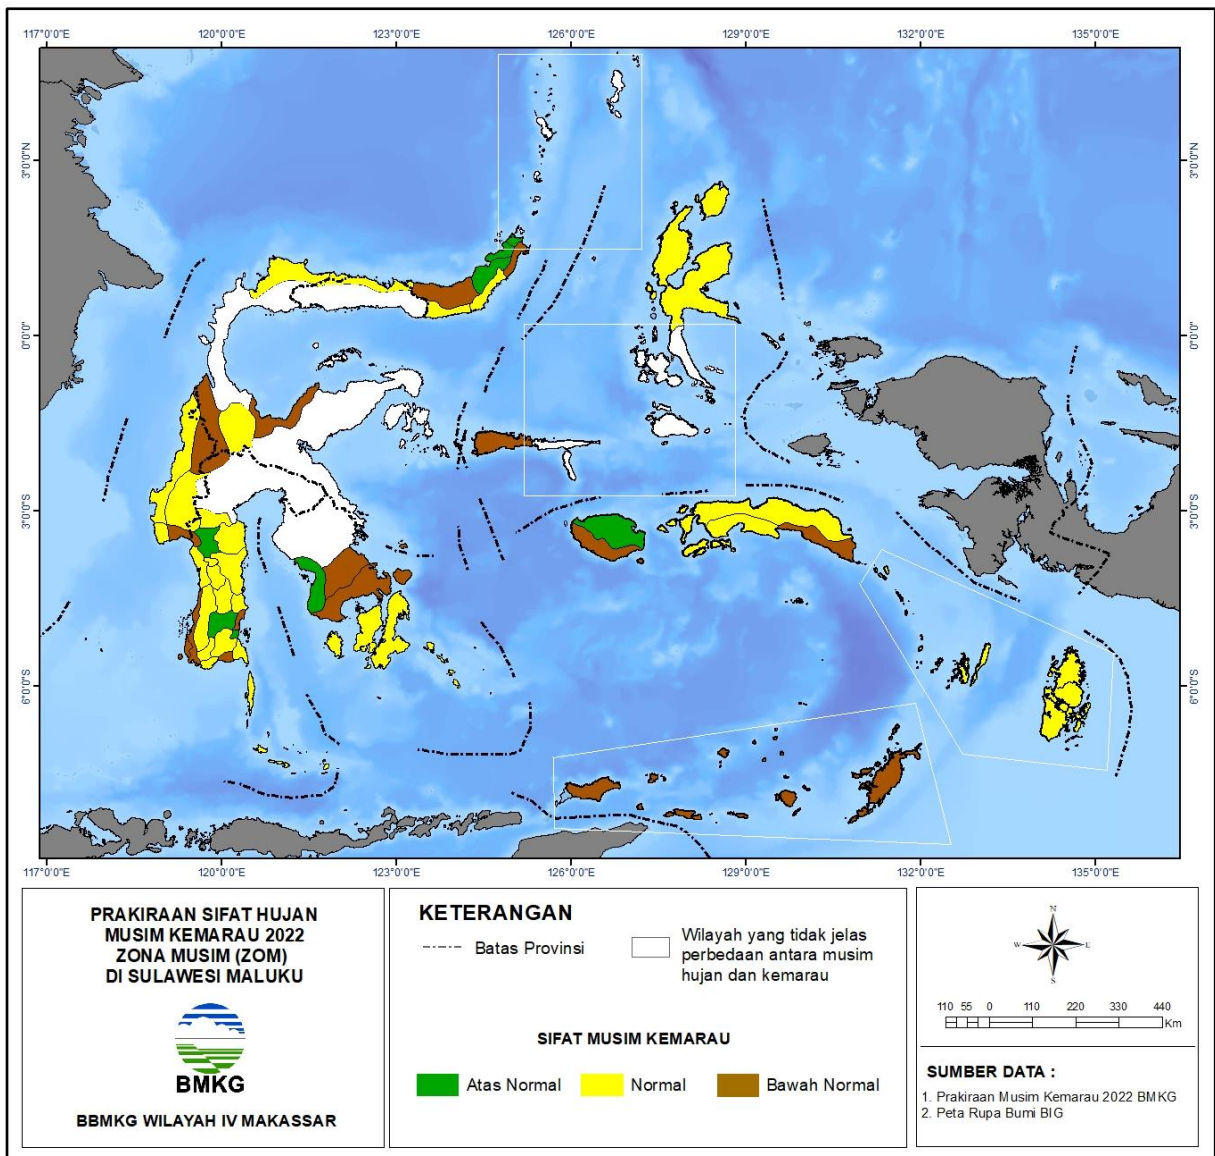 117°0'0"E 120°0'0"E 123°0'0"E 126°0'0"E 129°0'0"E 132°0'0"E 135°0'0"E
3°0'0"N 3°0'0"N
0°0'0" 0°0'0"
3°0'0"S 3°0'0"S
6°0'0"S 6°0'0"S
117°0'0"E 120°0'0"E 123°0'0"E 126°0'0"E 129°0'0"E 132°0'0"E 135°0'0"E
PRAKIRAAN SIFAT HUJAN
MUSIM KEMARAU 2022
ZONA MUSIM (ZOM)
DI SULAWESI MALUKU
BMKG
BBMKG WILAYAH IV MAKASSAR
KETERANGAN
Batas Provinsi
Wilayah yang tidak jelas
perbedaan antara musim
hujan dan kemarau
SIFAT MUSIM KEMARAU
Atas Normal
Normal
Bawah Normal
N
W E
S
110 55 0 110 220 330 440
Km
SUMBER DATA :
1. Prakiraan Musim Kemarau 2022 BMKG
2. Peta Rupa Bumi BIG